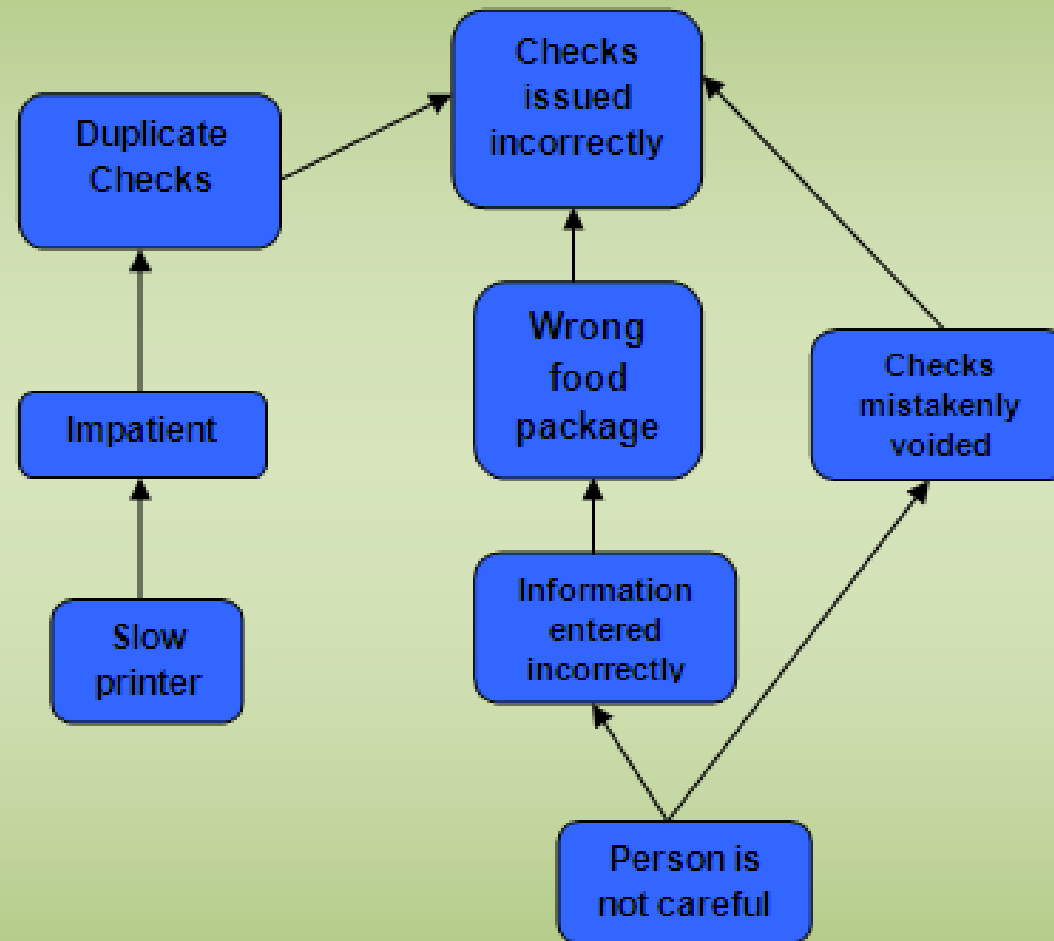 Checks
issued
incorrectly
Duplicate
Checks
Wrong
food
package
Checks
mistakenly
voided
Impatient
Information
entered
incorrectly
Slow
printer
Person is
not careful